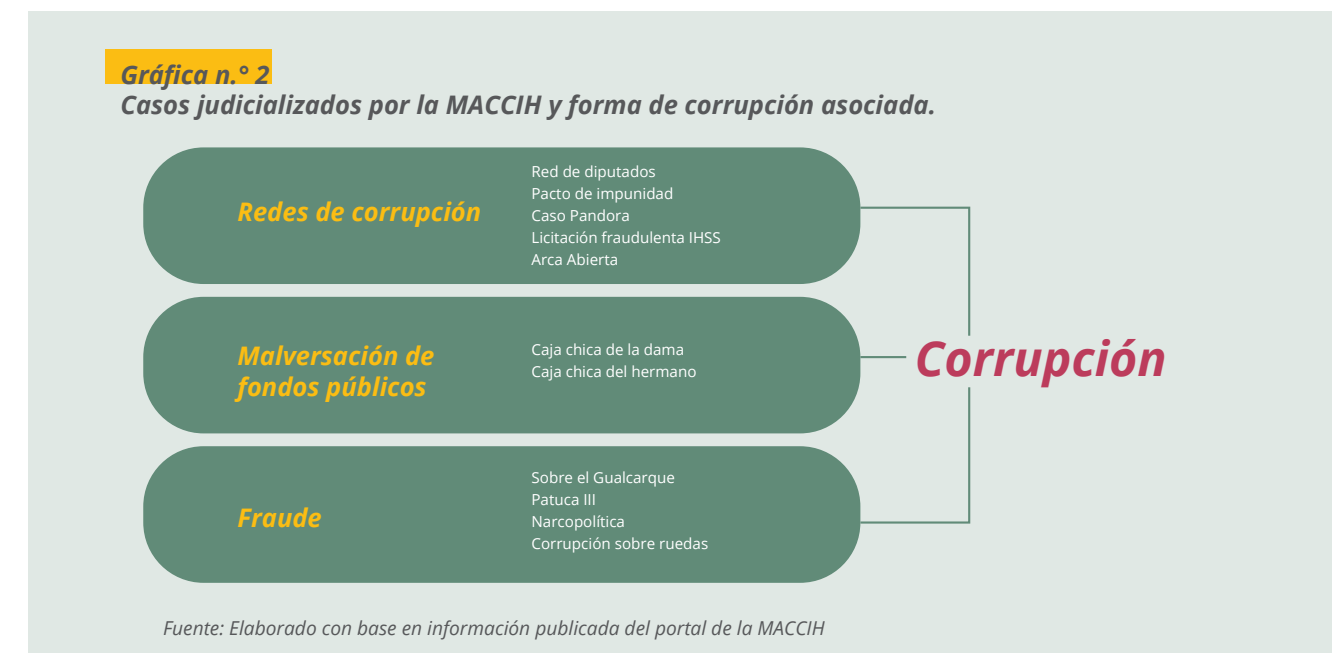 Gráfica n.° 2
Casos judicializados por la MACCIH y forma de corrupción asociada.
Redes de corrupción
Red de diputados
Pacto de impunidad
Caso Pandora
Licitación fraudulenta IHSS
Arca Abierta
Malversación de
fondos públicos
Caja chica de la dama
Caja chica del hermano
Fraude
Sobre el Gualcarque
Patuca III
Narcopolítica
Corrupción sobre ruedas
Corrupción
Fuente: Elaborado con base en información publicada del portal de la MACCIH